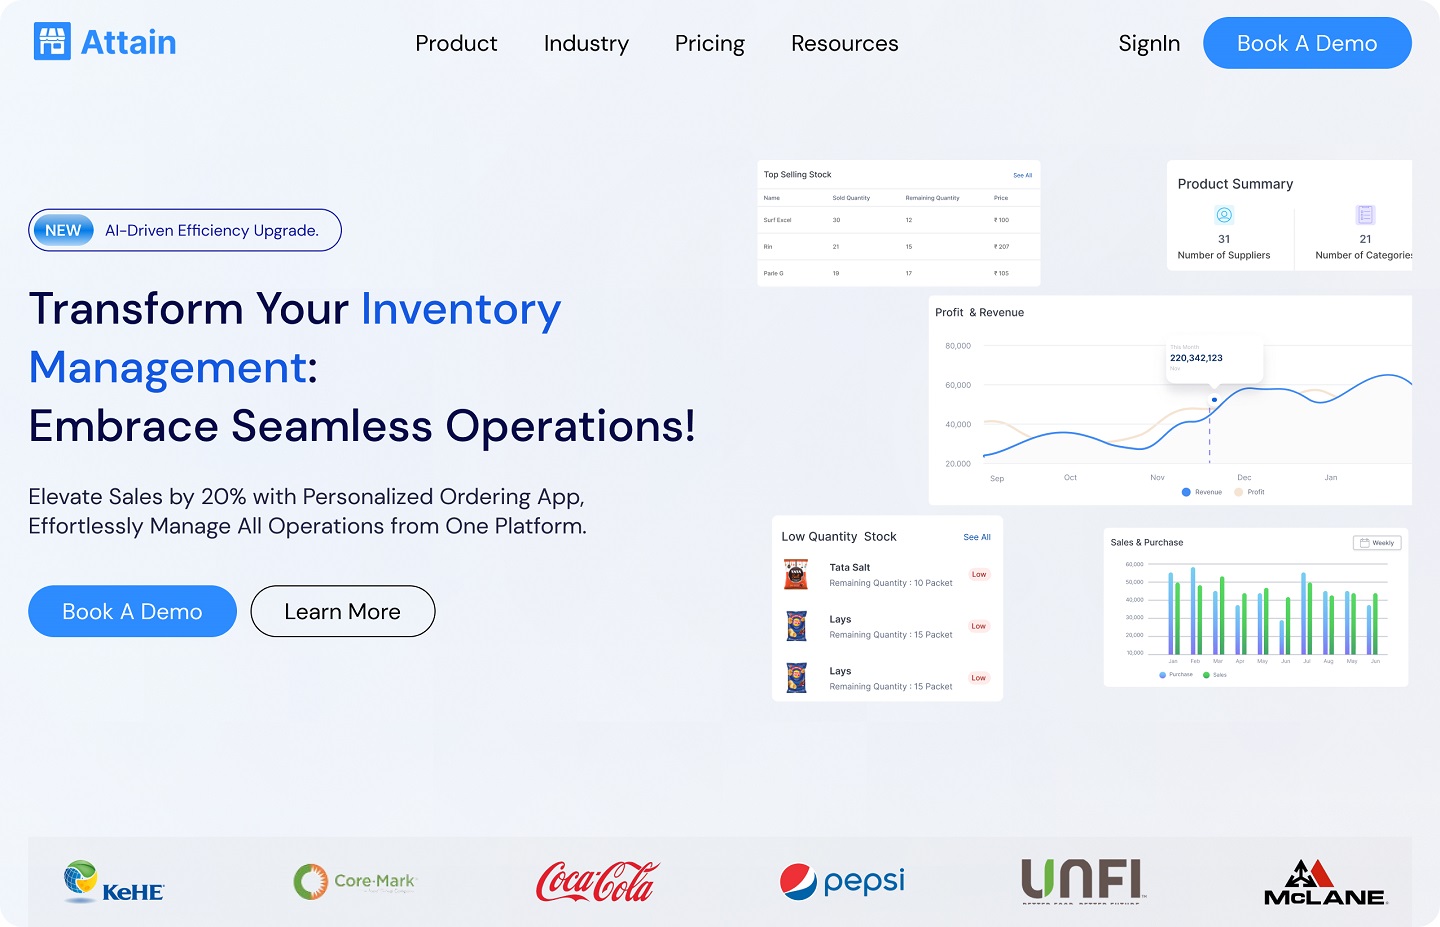 Attain
Product Industry Pricing Resources
SignIn Book A Demo
NEW AI-Driven Efficiency Upgrade.
Transform Your Inventory
Management:
Embrace Seamless Operations!
Elevate Sales by 20% with Personalized Ordering App,
Effortlessly Manage All Operations from One Platform.
Book A Demo Learn More
Top Selling Stock See All
Name Sold Quantity Remaining Quantity Price
Surf Excel 30 12 ₹ 100
Rin 21 15 ₹ 207
Parle G 19 17 ₹ 105
Product Summary
31 21
Number of Suppliers Number of Categories
Profit & Revenue
This Month
220,342,123
Nov
80,000
60,000
40,000
20,000
Sep Oct Nov Dec Jan
Revenue Profit
Low Quantity Stock See All
Tata Salt
Remaining Quantity : 10 Packet Low
Lays
Remaining Quantity : 15 Packet Low
Lays
Remaining Quantity : 15 Packet Low
Sales & Purchase Weekly
60,000
50,000
40,000
30,000
20,000
10,000
Jan Feb Mar Apr May Jun Jul Aug May Jun
Purchase Sales
KeHE Core-Mark Coca-Cola pepsi UNFI McLANE